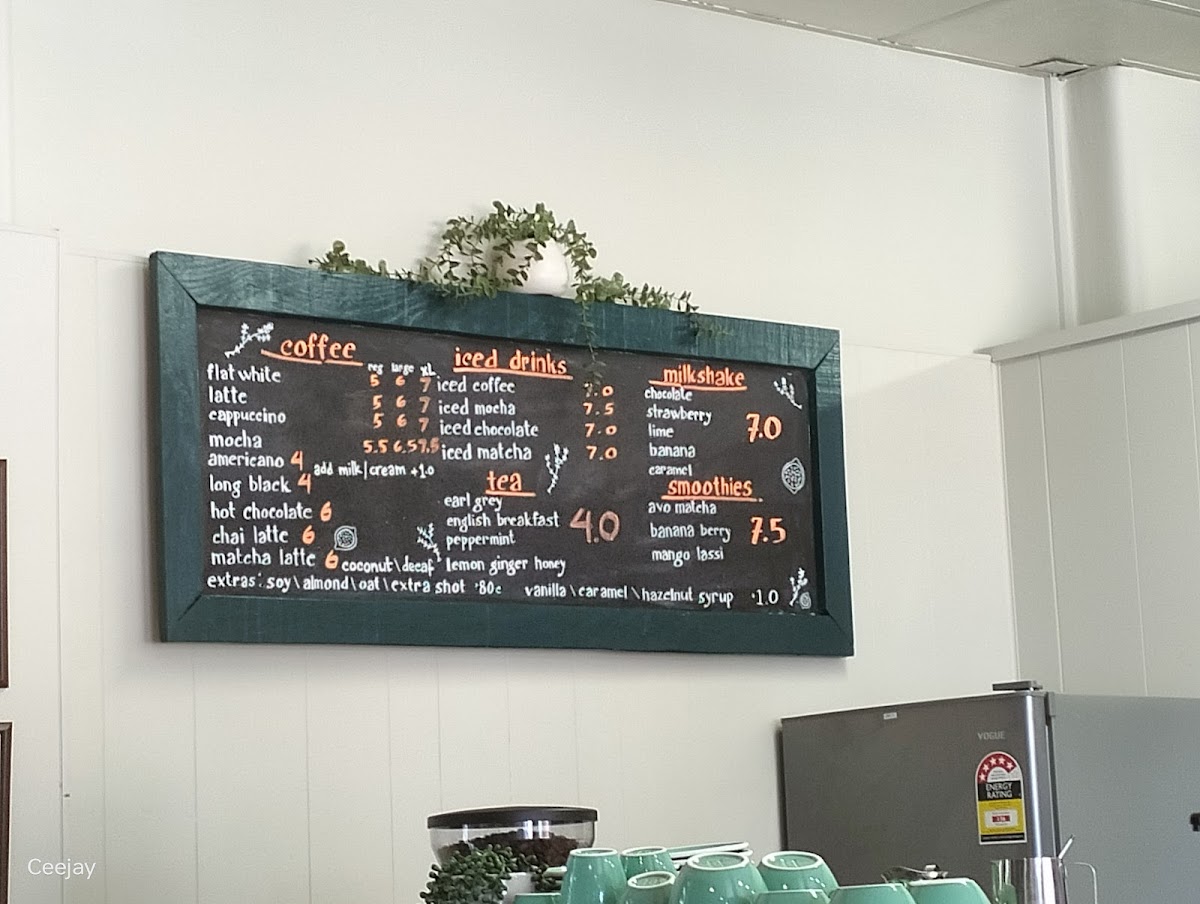 coffee
reg large XL
flat white 5 6 7
latte 5 6 7
cappuccino 5 6 7
mocha 5.5 6.5 7.5
americano 4
add milk|cream +1.0
long black 4
hot chocolate 6
chai latte 6
matcha latte 6
iced drinks
iced coffee 7.0
iced mocha 7.5
iced chocolate 7.0
iced matcha 7.0
tea
earl grey
english breakfast 4.0
peppermint
lemon ginger honey
milkshake
chocolate
strawberry
lime 7.0
banana
caramel
smoothies
avo matcha
banana berry 7.5
mango lassi
coconut\decaf
extras: soy\almond\oat\extra shot .80c vanilla\caramel\hazelnut syrup .1.0
VOGUE
ENERGY
RATING
Ceejay